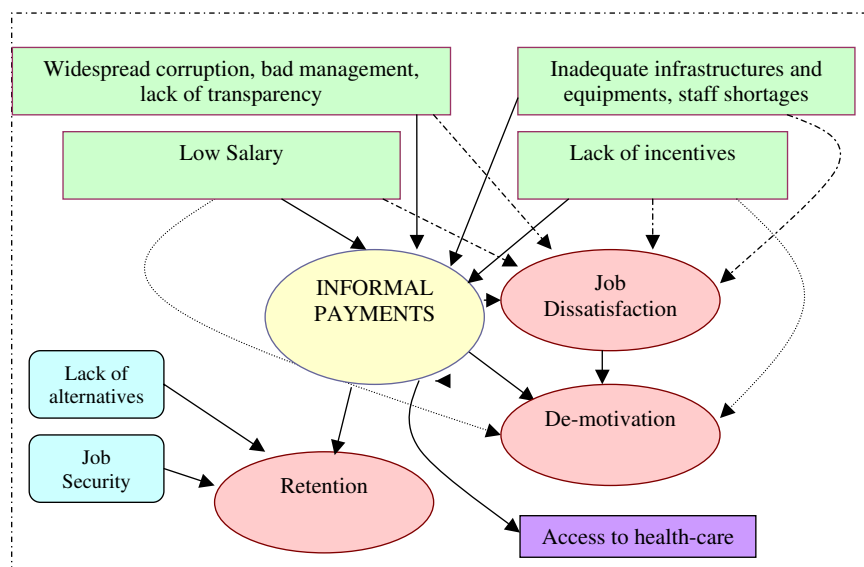 Widespread corruption, bad management,
lack of transparency
Inadequate infrastructures and
equipments, staff shortages
Low Salary
Lack of incentives
INFORMAL
PAYMENTS
Job
Dissatisfaction
Lack of
alternatives
De-motivation
Job
Security
Retention
Access to health-care